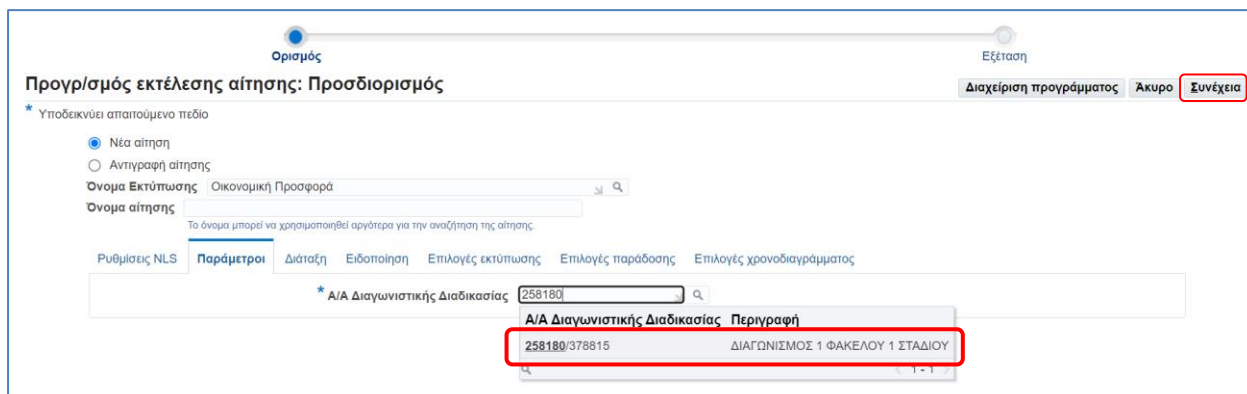 Ορισμός
Εξέταση
Προγρ/σμός εκτέλεσης αίτησης: Προσδιορισμός
Διαχείριση προγράμματος Άκυρο Συνέχεια
* Υποδεικνύει απαιτούμενο πεδίο
Νέα αίτηση
Αντιγραφή αίτησης
Όνομα Εκτύπωσης Οικονομική Προσφορά
Όνομα αίτησης
Το όνομα μπορεί να χρησιμοποιηθεί αργότερα για την αναζήτηση της αίτησης.
Ρυθμίσεις NLS Παράμετροι Διάταξη Ειδοποίηση Επιλογές εκτύπωσης Επιλογές παράδοσης Επιλογές χρονοδιαγράμματος
* Α/Α Διαγωνιστικής Διαδικασίας 258180
Α/Α Διαγωνιστικής Διαδικασίας Περιγραφή
258180/378815 ΔΙΑΓΩΝΙΣΜΟΣ 1 ΦΑΚΕΛΟΥ 1 ΣΤΑΔΙΟΥ
1 - 1